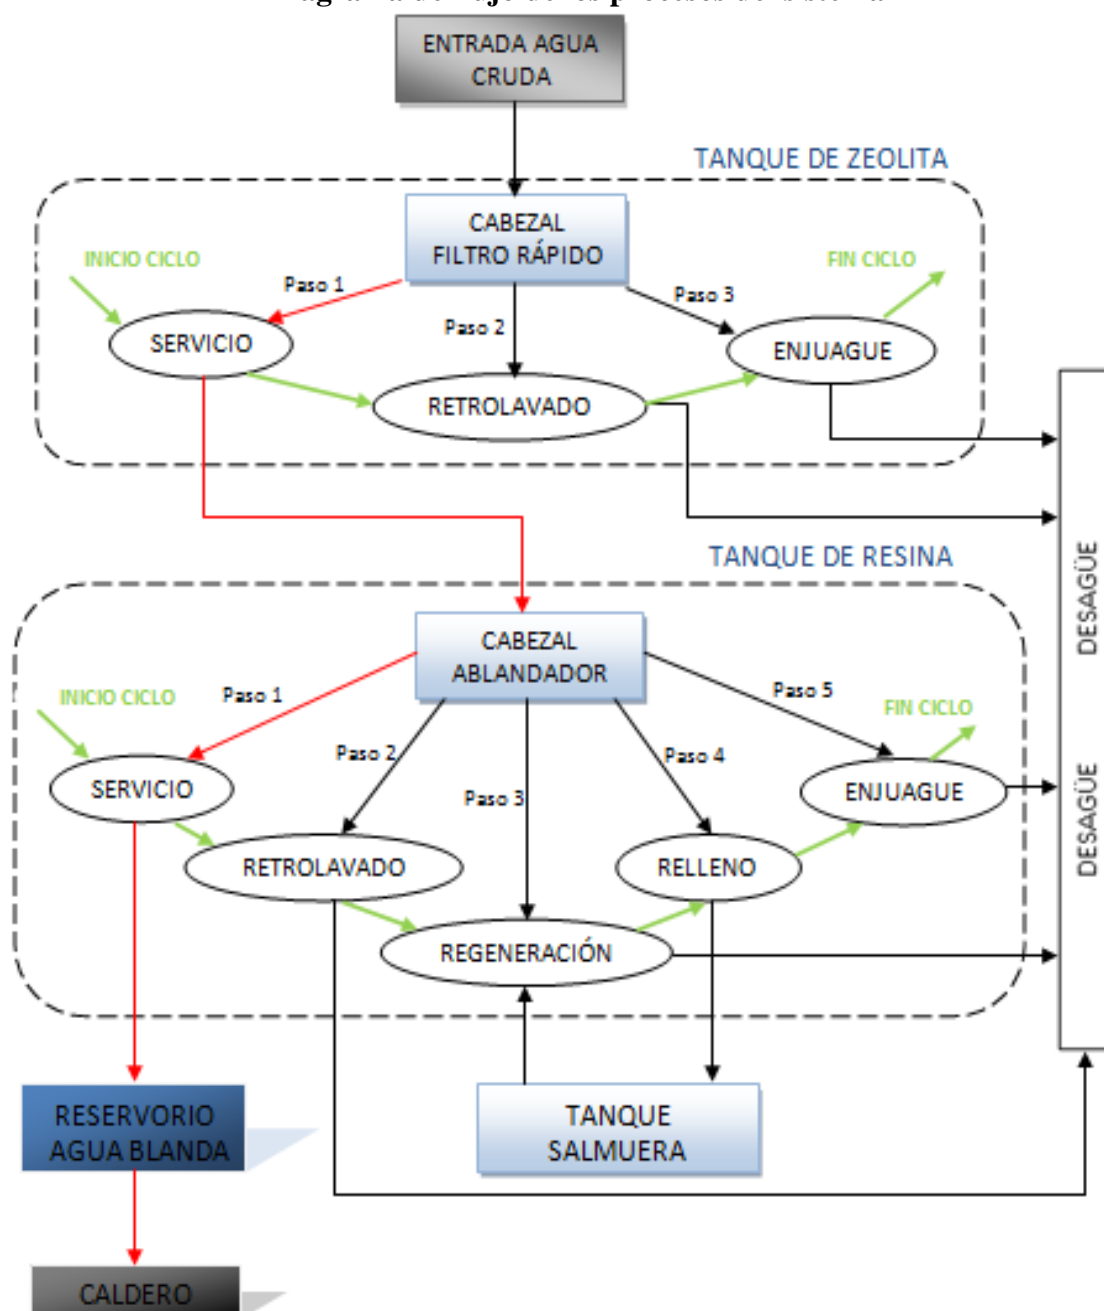 ENTRADA AGUA
CRUDA
TANQUE DE ZEOLITA
CABEZAL
FILTRO RÁPIDO
INICIO CICLO
FIN CICLO
Paso 1
Paso 2
Paso 3
SERVICIO
RETROLAVADO
ENJUAGUE
DESAGÜE
DESAGÜE
TANQUE DE RESINA
CABEZAL
ABLANDADOR
INICIO CICLO
FIN CICLO
Paso 1
Paso 2
Paso 3
Paso 4
Paso 5
SERVICIO
RETROLAVADO
REGENERACIÓN
RELLENO
ENJUAGUE
RESERVORIO
AGUA BLANDA
TANQUE
SALMUERA
CALDERO